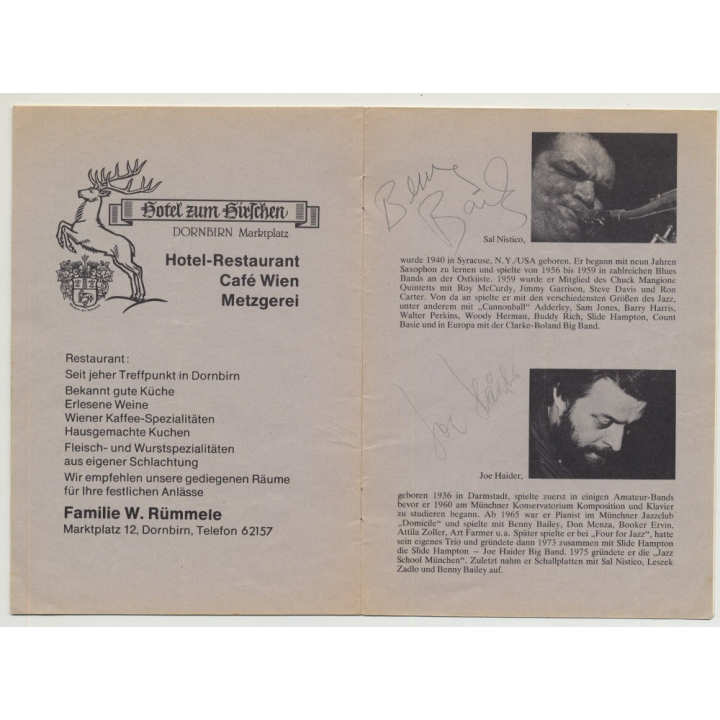 Hotel zum Hirschen
DORNBIRN Marktplatz
Hotel-Restaurant
Café Wien
Metzgerei
Restaurant:
Seit jeher Treffpunkt in Dornbirn
Bekannt gute Küche
Erlesene Weine
Wiener Kaffee-Spezialitäten
Hausgemachte Kuchen
Fleisch- und Wurstspezialitäten
aus eigener Schlachtung
Wir empfehlen unsere gediegenen Räume
für Ihre festlichen Anlässe
Familie W. Rümmele
Marktplatz 12, Dornbirn, Telefon 62157
Benny
Bailey
Sal Nistico,
wurde 1940 in Syracuse, N.Y./USA geboren. Er begann mit neun Jahren
Saxophon zu lernen und spielte von 1956 bis 1959 in zahlreichen Blues
Bands an der Ostküste. 1959 wurde er Mitglied des Chuck Mangione
Quintetts mit Roy McCurdy, Jimmy Garrison, Steve Davis und Ron
Carter. Von da an spielte er mit den verschiedensten Größen des Jazz,
unter anderem mit „Cannonball“ Adderley, Sam Jones, Barry Harris,
Walter Perkins, Woody Herman, Buddy Rich, Slide Hampton, Count
Basie und in Europa mit der Clarke-Boland Big Band.
Joe Haider
Joe Haider,
geboren 1936 in Darmstadt, spielte zuerst in einigen Amateur-Bands
bevor er 1960 am Münchner Konservatorium Komposition und Klavier
zu studieren begann. Ab 1965 war er Pianist im Münchner Jazzclub
„Domicile“ und spielte mit Benny Bailey, Don Menza, Booker Ervin,
Attila Zoller, Art Farmer u.a. Später spielte er bei „Four for Jazz“, hatte
sein eigenes Trio und gründete dann 1973 zusammen mit Slide Hampton
die Slide Hampton – Joe Haider Big Band. 1975 gründete er die „Jazz
School München“. Zuletzt nahm er Schallplatten mit Sal Nistico, Leszek
Zadlo und Benny Bailey auf.